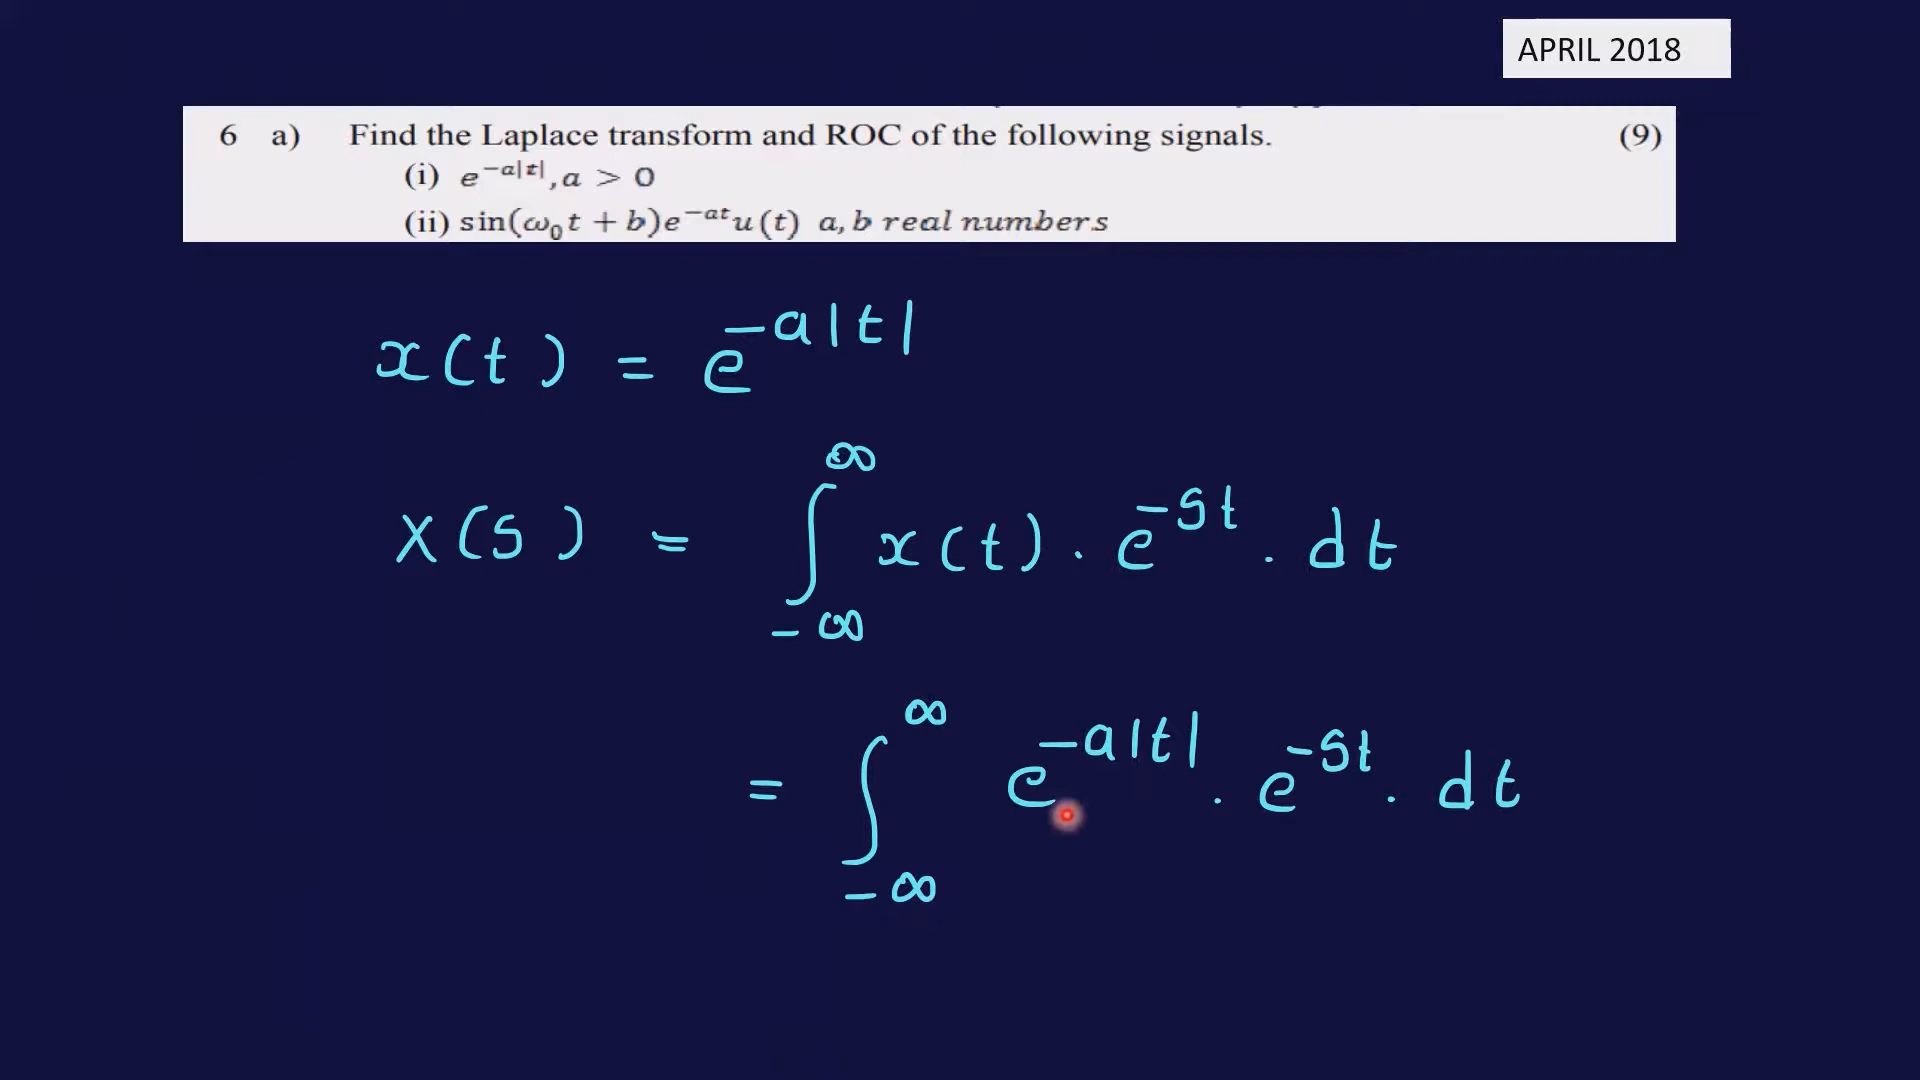 APRIL 2018
6 a) Find the Laplace transform and ROC of the following signals. (9)
(i) e^{-a|t|}, a > 0
(ii) sin(ω₀t + b)e^{-at}u(t) a, b real numbers
x(t) = e^{-a|t|}
X(s) = ∫_{-∞}^{∞} x(t) . e^{-st} . dt
= ∫_{-∞}^{∞} e^{-a|t|} . e^{-st} . dt